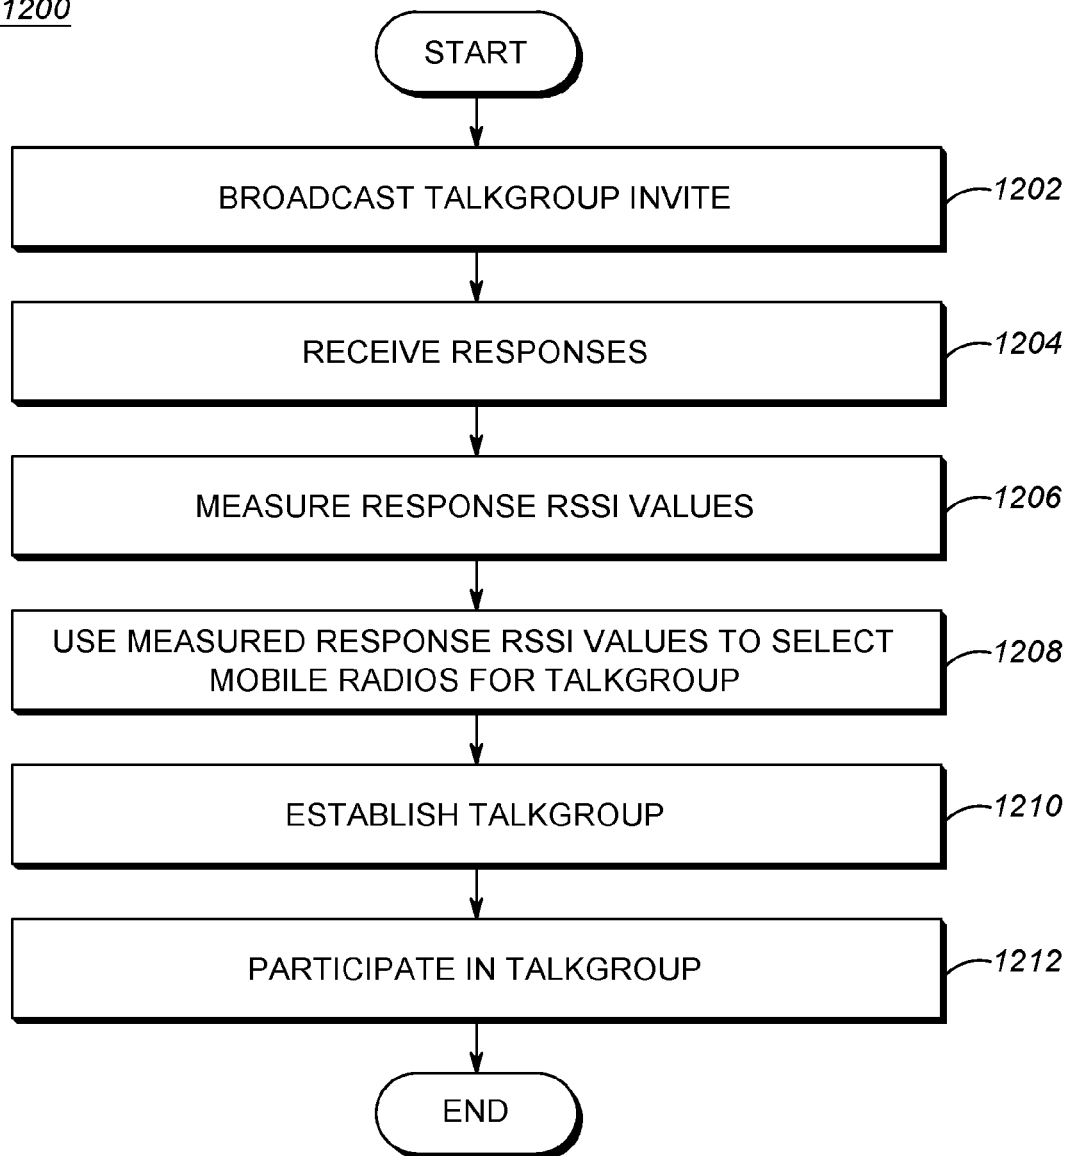 1200
START
BROADCAST TALKGROUP INVITE
1202
RECEIVE RESPONSES
1204
MEASURE RESPONSE RSSI VALUES
1206
USE MEASURED RESPONSE RSSI VALUES TO SELECT
MOBILE RADIOS FOR TALKGROUP
1208
ESTABLISH TALKGROUP
1210
PARTICIPATE IN TALKGROUP
1212
END